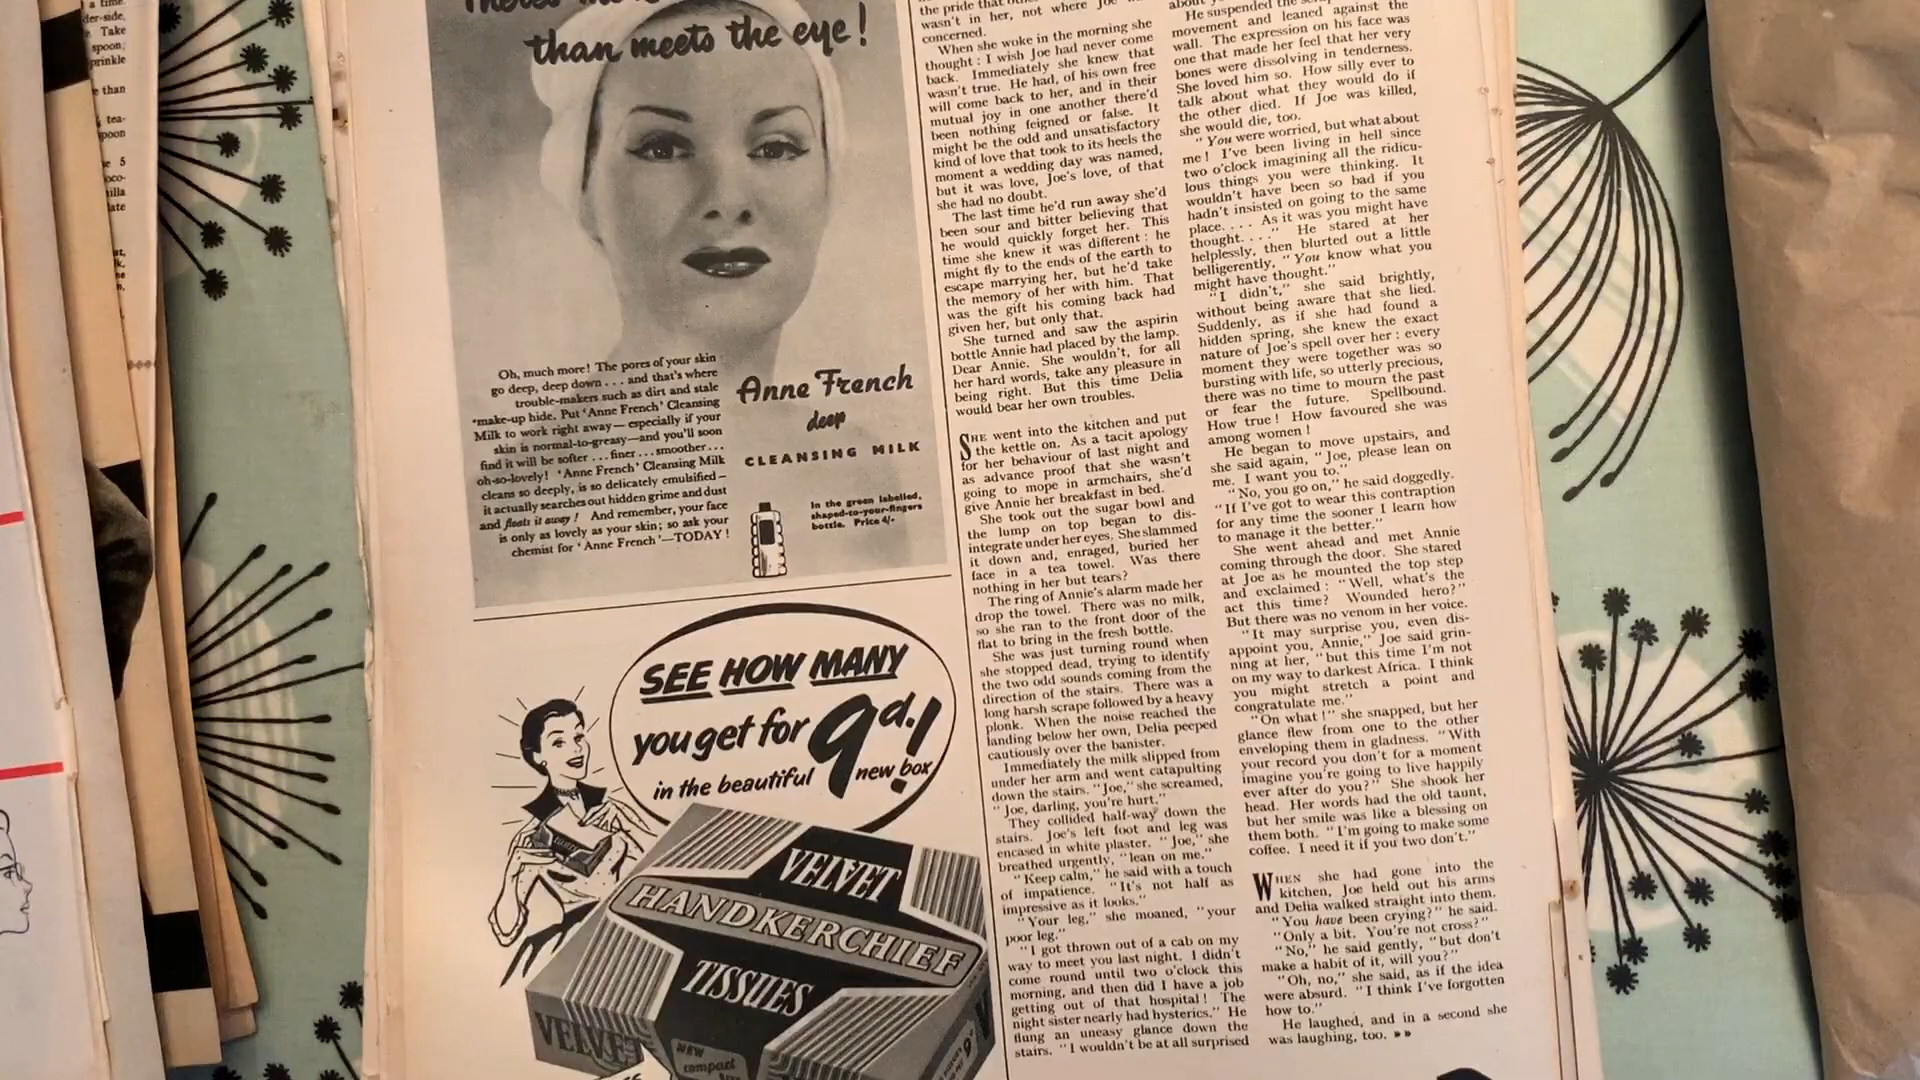 than meets the eye!
Oh, much more! The pores of your skin
go deep, deep down . . . and that's where
trouble-makers such as dirt and stale
make-up hide. Put 'Anne French' Cleansing
Milk to work right away—especially if your
skin is normal-to-greasy—and you'll soon
find it will be softer . . . finer . . . smoother . . .
oh-so-lovely! 'Anne French' Cleansing Milk
cleans so deeply, is so delicately emulsified—
it actually searches out hidden grime and dust
and floats it away! And remember, your face
is only as lovely as your skin; so ask your
chemist for 'Anne French'—TODAY!
Anne French
deep
CLEANSING MILK
In the green labelled,
shaped-to-your-fingers
bottle. Price 4/-
SEE HOW MANY
you get for 9d.!
in the beautiful new box
VELVET
HANDKERCHIEF
TISSUES
VELVET
NEW
compact
wasn't in her, not where Joe
concerned.
When she woke in the morning she
thought: I wish Joe had never come
back. Immediately she knew that
wasn't true. He had, of his own free
will come back to her, and in their
mutual joy in one another there'd
been nothing feigned or false. It
might be the odd and unsatisfactory
kind of love that took to its heels the
moment a wedding day was named,
but it was love, Joe's love, of that
she had no doubt.
The last time he'd run away she'd
been sour and bitter believing that
he would quickly forget her. This
time she knew it was different: he
might fly to the ends of the earth to
escape marrying her, but he'd take
the memory of her with him. That
was the gift his coming back had
given her, but only that.
She turned and saw the aspirin
bottle Annie had placed by the lamp.
Dear Annie. She wouldn't, for all
her hard words, take any pleasure in
being right. But this time Delia
would bear her own troubles.
SHE went into the kitchen and put
the kettle on. As a tacit apology
for her behaviour of last night and
as advance proof that she wasn't
going to mope in armchairs, she'd
give Annie her breakfast in bed.
She took out the sugar bowl and
the lump on top began to dis-
integrate under her eyes. She slammed
it down and, enraged, buried her
face in a tea towel. Was there
nothing in her but tears?
The ring of Annie's alarm made her
drop the towel. There was no milk,
so she ran to the front door of the
flat to bring in the fresh bottle.
She was just turning round when
she stopped dead, trying to identify
the two odd sounds coming from the
direction of the stairs. There was a
long harsh scrape followed by a heavy
plonk. When the noise reached the
landing below her own, Delia peeped
cautiously over the banister.
Immediately the milk slipped from
under her arm and went catapulting
down the stairs. "Joe," she screamed,
"Joe, darling, you're hurt."
They collided half-way down the
stairs. Joe's left foot and leg was
encased in white plaster. "Joe," she
breathed urgently, "lean on me."
"Keep calm," he said with a touch
of impatience. "It's not half as
impressive as it looks."
"Your leg," she moaned, "your
poor leg."
"I got thrown out of a cab on my
way to meet you last night. I didn't
come round until two o'clock this
morning, and then did I have a job
getting out of that hospital! The
night sister nearly had hysterics." He
flung an uneasy glance down the
stairs. "I wouldn't be at all surprised
He suspended the
movement and leaned against the
wall. The expression on his face was
one that made her feel that her very
bones were dissolving in tenderness.
She loved him so. How silly ever to
talk about what they would do if
the other died. If Joe was killed,
she would die, too.
"You were worried, but what about
me! I've been living in hell since
two o'clock imagining all the ridicu-
lous things you were thinking. It
wouldn't have been so bad if you
hadn't insisted on going to the same
place. . . . As it was you might have
thought. . . ." He stared at her
helplessly, then blurted out a little
belligerently, "You know what you
might have thought."
"I didn't," she said brightly,
without being aware that she lied.
Suddenly, as if she had found a
hidden spring, she knew the exact
nature of Joe's spell over her: every
moment they were together was so
bursting with life, so utterly precious,
there was no time to mourn the past
or fear the future. Spellbound.
How true! How favoured she was
among women!
He began to move upstairs, and
she said again, "Joe, please lean on
me. I want you to."
"No, you go on," he said doggedly.
"If I've got to wear this contraption
for any time the sooner I learn how
to manage it the better."
She went ahead and met Annie
coming through the door. She stared
at Joe as he mounted the top step
and exclaimed: "Well, what's the
act this time? Wounded hero?"
But there was no venom in her voice.
"It may surprise you, even dis-
appoint you, Annie," Joe said grin-
ning at her, "but this time I'm not
on my way to darkest Africa. I think
you might stretch a point and
congratulate me."
"On what!" she snapped, but her
glance flew from one to the other
enveloping them in gladness. "With
your record you don't for a moment
imagine you're going to live happily
ever after do you?" She shook her
head. Her words had the old taunt,
but her smile was like a blessing on
them both. "I'm going to make some
coffee. I need it if you two don't."
WHEN she had gone into the
kitchen, Joe held out his arms
and Delia walked straight into them.
"You have been crying?" he said.
"Only a bit. You're not cross?"
"No," he said gently, "but don't
make a habit of it, will you?"
"Oh, no," she said, as if the idea
were absurd. "I think I've forgotten
how to."
He laughed, and in a second she
was laughing, too. »»